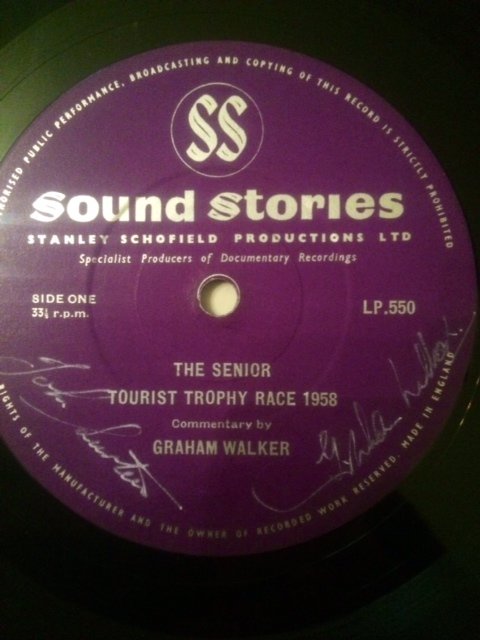 ORISED PUBLIC PERFORMANCE, BROADCASTING AND COPYING OF THIS RECORD IS STRICTLY PROHIBITED
SS
Sound Stories
STANLEY SCHOFIELD PRODUCTIONS LTD
Specialist Producers of Documentary Recordings
SIDE ONE
33⅓ r.p.m.
LP.550
THE SENIOR
TOURIST TROPHY RACE 1958
Commentary by
GRAHAM WALKER
RIGHTS OF THE MANUFACTURER AND THE OWNER OF RECORDED WORK RESERVED. MADE IN ENGLAND